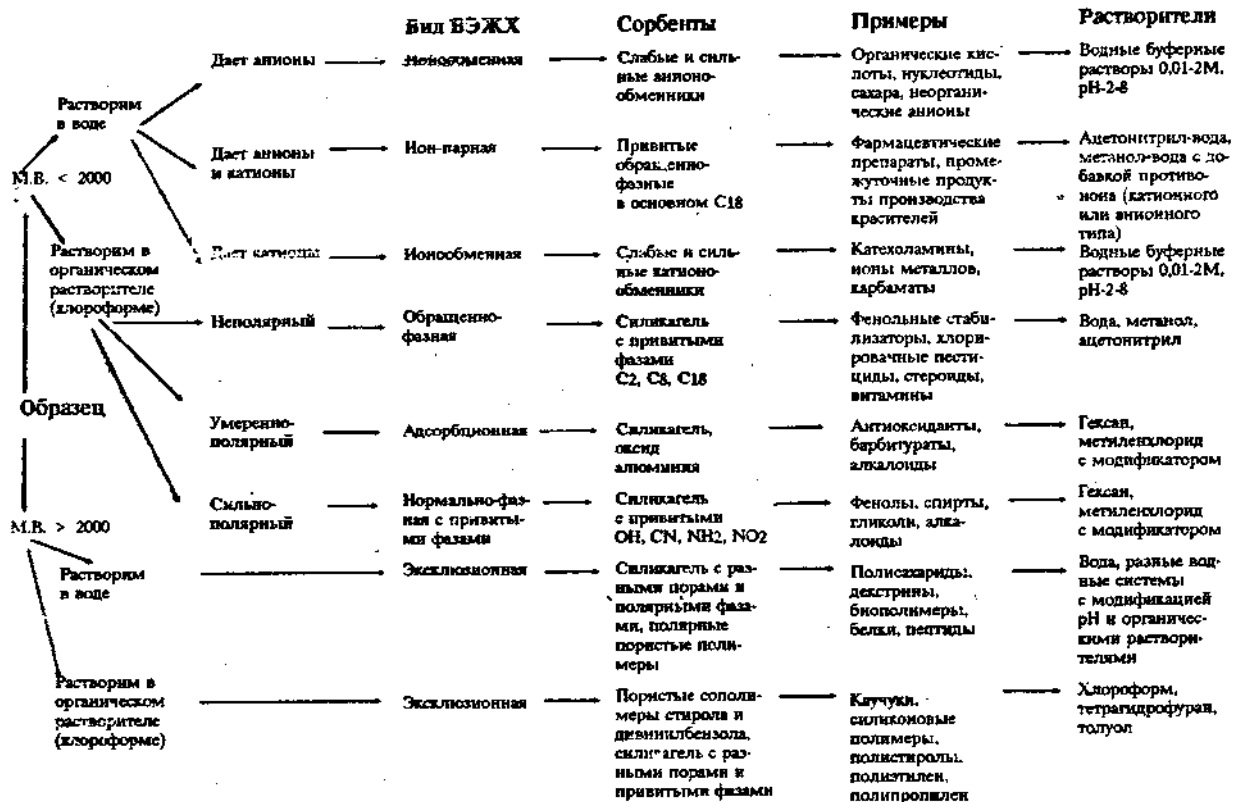 Вид ВЭЖХ
Сорбенты
Примеры
Растворители
Дает анионы
Ионообменная
Слабые и силь-
ные анионо-
обменники
Органические кис-
лоты, нуклеотиды,
сахара, неоргани-
ческие анионы
Водные буферные
растворы 0,01-2М,
рН-2-8
Растворим
в воде
Дает анионы
и катионы
Ион-парная
Привитые
обращенно-
фазные
в основном С18
Фармацевтические
препараты, проме-
жуточные продук-
ты производства
красителей
Ацетонитрил-вода,
метанол-вода с до-
бавкой противо-
иона (катионного
или анионного
типа)
М.В. < 2000
Растворим в
органическом
растворителе
(хлороформе)
Дает катионы
Ионообменная
Слабые и силь-
ные катионо-
обменники
Катехоламины,
ионы металлов,
карбаматы
Водные буферные
растворы 0,01-2М,
рН-2-8
Неполярный
Обращенно-
фазная
Силикагель
с привитыми
фазами
С2, С8, С18
Фенольные стаби-
лизаторы, хлори-
рованные пести-
циды, стероиды,
витамины
Вода, метанол,
ацетонитрил
Образец
Умеренно-
полярный
Адсорбционная
Силикагель,
оксид
алюминия
Антиоксиданты,
барбитураты,
алкалоиды
Гексан,
метиленхлорид
с модификатором
Сильно-
полярный
Нормально-фаз-
ная с привиты-
ми фазами
Силикагель
с привитыми
ОН, CN, NH2, NO2
Фенолы, спирты,
гликоли, алка-
лоиды
Гексан,
метиленхлорид
с модификатором
М.В. > 2000
Растворим
в воде
Эксклюзионная
Силикагель с раз-
ными порами и
полярными фаза-
ми, полярные
пористые поли-
меры
Полисахариды,
декстрины,
биополимеры,
белки, пептиды
Вода, разные вод-
ные системы
с модификацией
рН и органичес-
кими раствори-
телями
Растворим в
органическом
растворителе
(хлороформе)
Эксклюзионная
Пористые сополи-
меры стирола и
дивинилбензола,
силикагель с раз-
ными порами и
привитыми фазами
Каучуки,
силиконовые
полимеры,
полистиролы,
полиэтилен,
полипропилен
Хлороформ,
тетрагидрофуран,
толуол